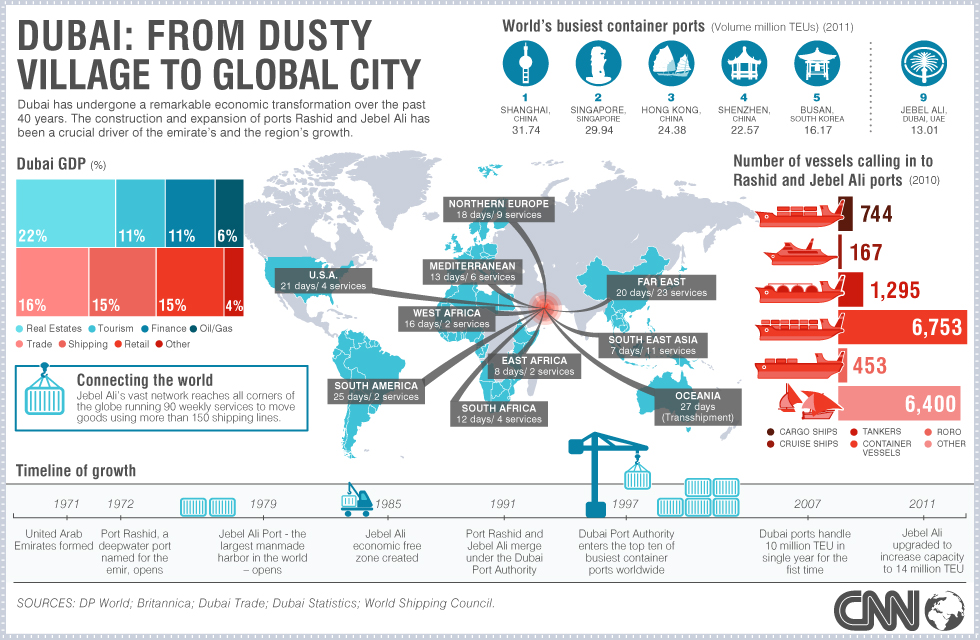 DUBAI: FROM DUSTY
VILLAGE TO GLOBAL CITY
Dubai has undergone a remarkable economic transformation over the past
40 years. The construction and expansion of ports Rashid and Jebel Ali has
been a crucial driver of the emirate's and the region's growth.
World's busiest container ports (Volume million TEUs) (2011)
1
SHANGHAI,
CHINA
31.74
2
SINGAPORE,
SINGAPORE
29.94
3
HONG KONG,
CHINA
24.38
4
SHENZHEN,
CHINA
22.57
5
BUSAN,
SOUTH KOREA
16.17
9
JEBEL ALI,
DUBAI, UAE
13.01
Dubai GDP (%)
22%
11%
11%
6%
16%
15%
15%
4%
Real Estates
Tourism
Finance
Oil/Gas
Trade
Shipping
Retail
Other
Connecting the world
Jebel Ali's vast network reaches all corners of
the globe running 90 weekly services to move
goods using more than 150 shipping lines.
NORTHERN EUROPE
18 days/ 9 services
MEDITERRANEAN
13 days/ 6 services
U.S.A.
21 days/ 4 services
WEST AFRICA
16 days/ 2 services
FAR EAST
20 days/ 23 services
SOUTH EAST ASIA
7 days/ 11 services
EAST AFRICA
8 days/ 2 services
SOUTH AMERICA
25 days/ 2 services
SOUTH AFRICA
12 days/ 4 services
OCEANIA
27 days
(Transshipment)
Number of vessels calling in to
Rashid and Jebel Ali ports (2010)
744
167
1,295
6,753
453
6,400
CARGO SHIPS
CRUISE SHIPS
TANKERS
CONTAINER
VESSELS
RORO
OTHER
Timeline of growth
1971
United Arab
Emirates formed
1972
Port Rashid, a
deepwater port
named for the
emir, opens
1979
Jebel Ali Port - the
largest manmade
harbor in the world
– opens
1985
Jebel Ali
economic free
zone created
1991
Port Rashid and
Jebel Ali merge
under the Dubai
Port Authority
1997
Dubai Port Authority
enters the top ten of
busiest container
ports worldwide
2007
Dubai ports handle
10 million TEU in
single year for the
fist time
2011
Jebel Ali
upgraded to
increase capacity
to 14 million TEU
SOURCES: DP World; Britannica; Dubai Trade; Dubai Statistics; World Shipping Council.
CNN